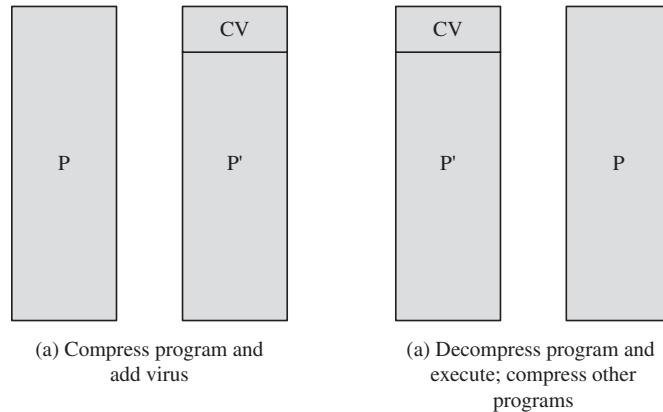 CV
CV
P
P'
P'
P
(a) Compress program and
add virus
(a) Decompress program and
execute; compress other
programs